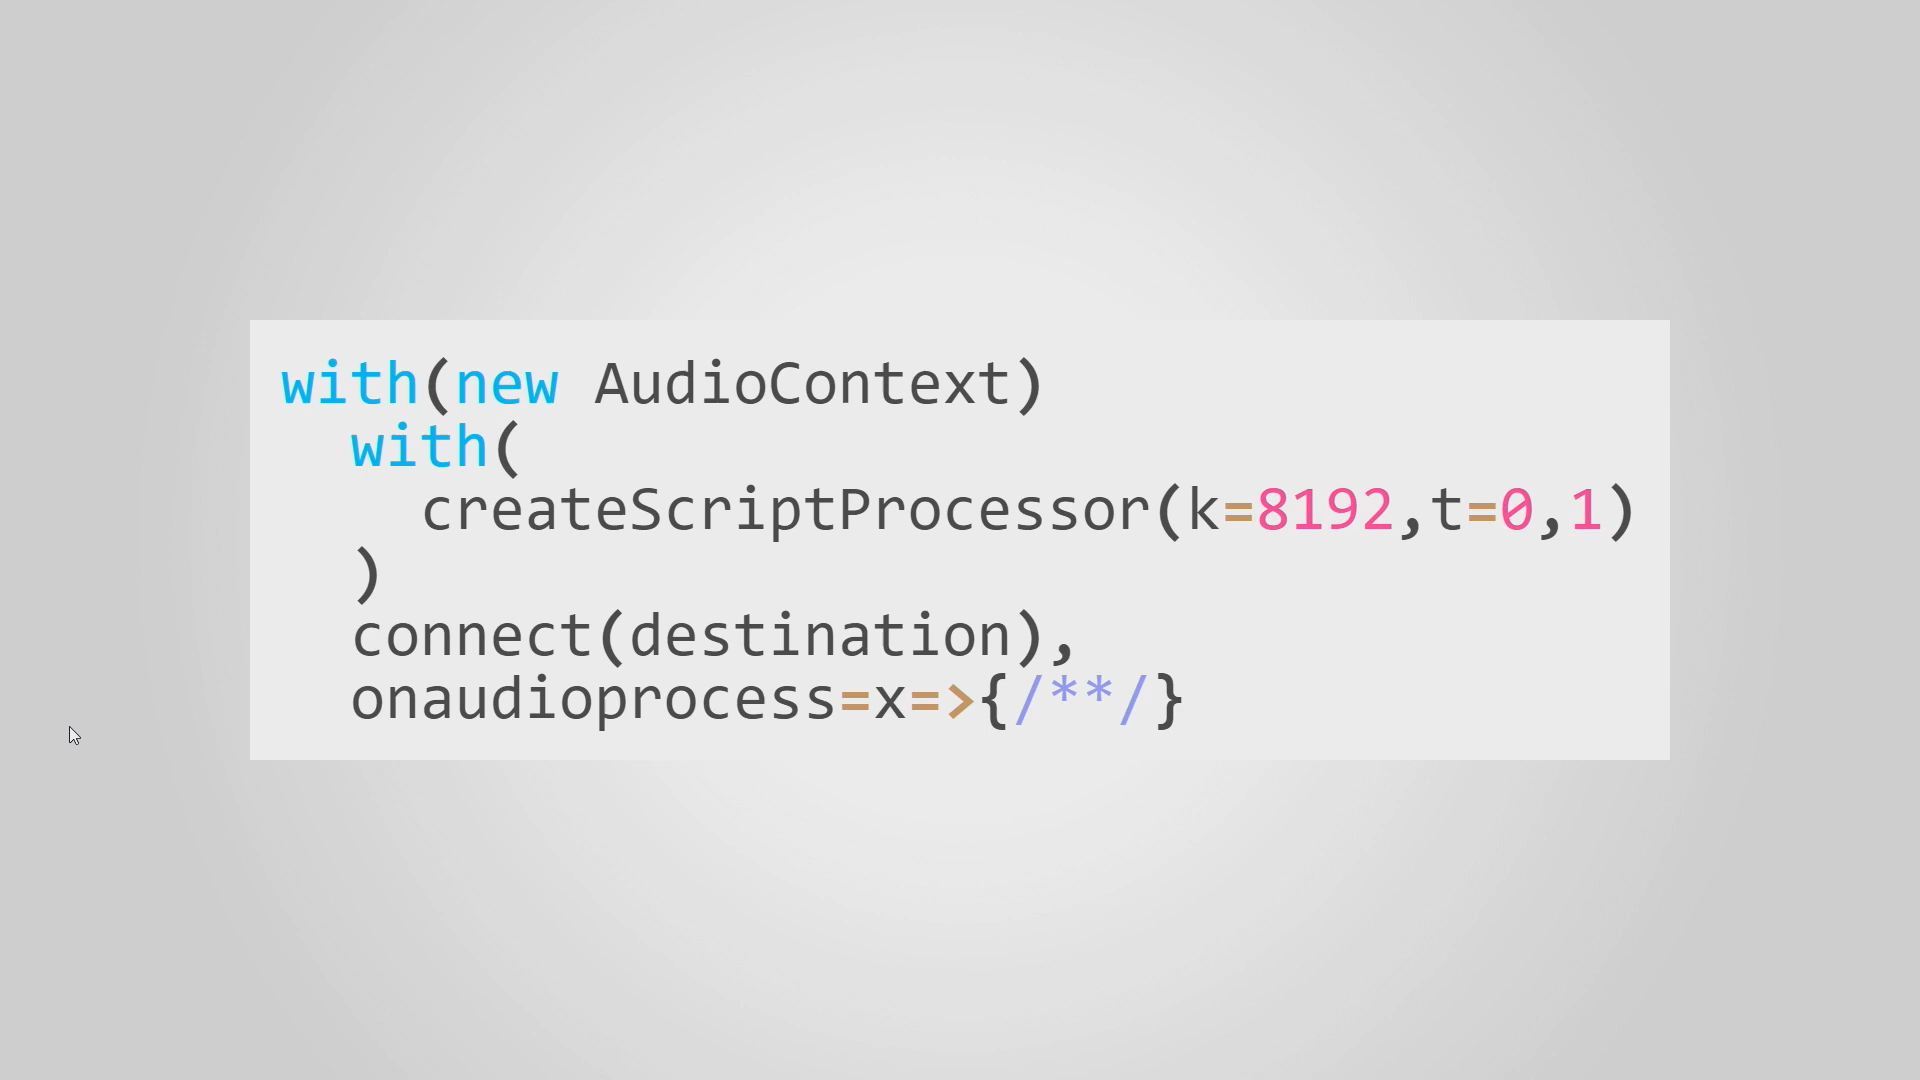 with(new AudioContext)
  with(
    createScriptProcessor(k=8192,t=0,1)
  )
  connect(destination),
  onaudioprocess=x=>{/**/}